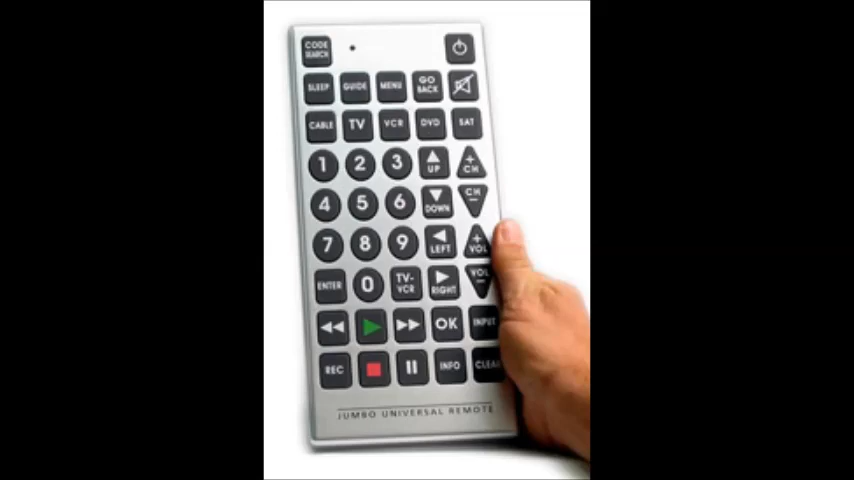 CODE SEARCH
SLEEP GUIDE MENU GO BACK
CABLE TV VCR DVD SAT
1 2 3 UP + CH
4 5 6 DOWN CH −
7 8 9 LEFT + VOL
ENTER 0 TV-VCR RIGHT VOL −
OK INPUT
REC INFO CLEAR
JUMBO UNIVERSAL REMOTE